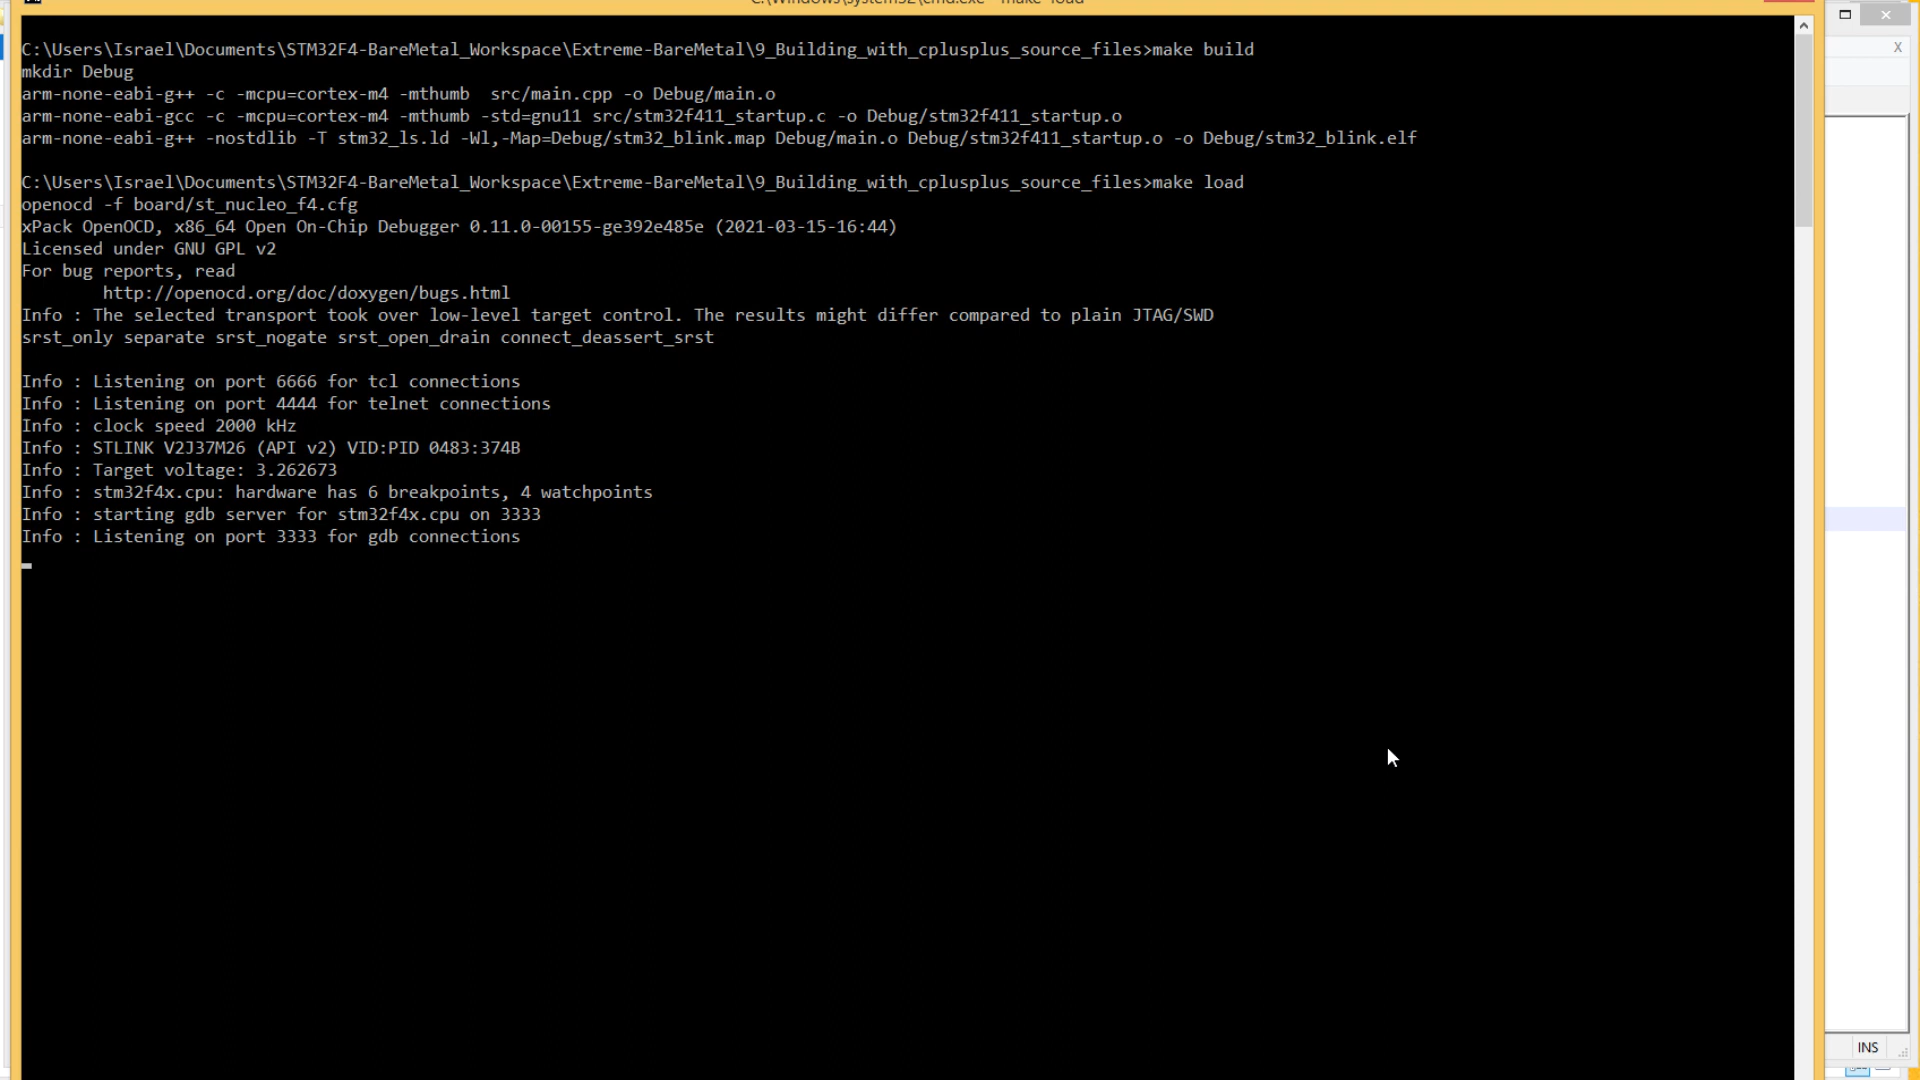 C:\Windows\system32\cmd.exe - make load
C:\Users\Israel\Documents\STM32F4-BareMetal_Workspace\Extreme-BareMetal\9_Building_with_cplusplus_source_files>make build
mkdir Debug
arm-none-eabi-g++ -c -mcpu=cortex-m4 -mthumb  src/main.cpp -o Debug/main.o
arm-none-eabi-gcc -c -mcpu=cortex-m4 -mthumb -std=gnu11 src/stm32f411_startup.c -o Debug/stm32f411_startup.o
arm-none-eabi-g++ -nostdlib -T stm32_ls.ld -Wl,-Map=Debug/stm32_blink.map Debug/main.o Debug/stm32f411_startup.o -o Debug/stm32_blink.elf
C:\Users\Israel\Documents\STM32F4-BareMetal_Workspace\Extreme-BareMetal\9_Building_with_cplusplus_source_files>make load
openocd -f board/st_nucleo_f4.cfg
xPack OpenOCD, x86_64 Open On-Chip Debugger 0.11.0-00155-ge392e485e (2021-03-15-16:44)
Licensed under GNU GPL v2
For bug reports, read
        http://openocd.org/doc/doxygen/bugs.html
Info : The selected transport took over low-level target control. The results might differ compared to plain JTAG/SWD
srst_only separate srst_nogate srst_open_drain connect_deassert_srst
Info : Listening on port 6666 for tcl connections
Info : Listening on port 4444 for telnet connections
Info : clock speed 2000 kHz
Info : STLINK V2J37M26 (API v2) VID:PID 0483:374B
Info : Target voltage: 3.262673
Info : stm32f4x.cpu: hardware has 6 breakpoints, 4 watchpoints
Info : starting gdb server for stm32f4x.cpu on 3333
Info : Listening on port 3333 for gdb connections
INS